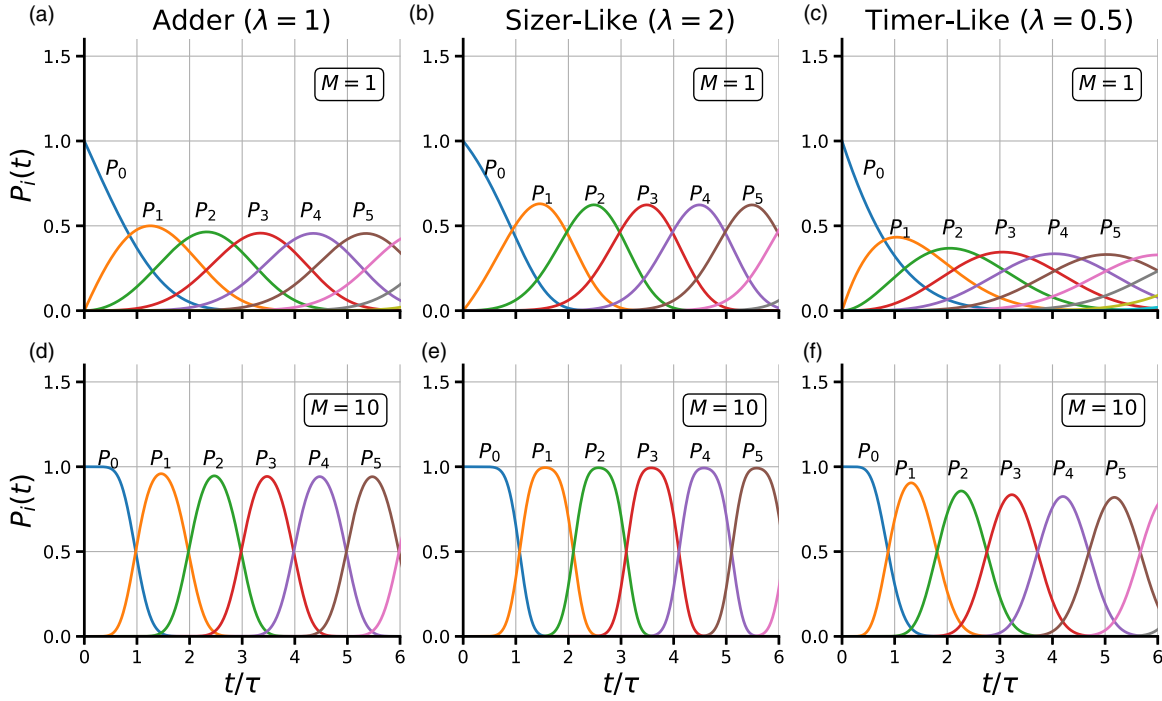 (a) Adder (λ = 1)
(b) Sizer-Like (λ = 2)
(c) Timer-Like (λ = 0.5)
P_i(t)
1.5
1.0
0.5
0.0
M = 1
P_0
P_1 P_2 P_3 P_4 P_5
1.5
1.0
0.5
0.0
M = 1
P_0
P_1 P_2 P_3 P_4 P_5
1.5
1.0
0.5
0.0
M = 1
P_0
P_1 P_2 P_3 P_4 P_5
(d)
P_i(t)
1.5
1.0
0.5
0.0
M = 10
P_0 P_1 P_2 P_3 P_4 P_5
0 1 2 3 4 5 6
t/τ
(e)
1.5
1.0
0.5
0.0
M = 10
P_0 P_1 P_2 P_3 P_4 P_5
0 1 2 3 4 5 6
t/τ
(f)
1.5
1.0
0.5
0.0
M = 10
P_0 P_1 P_2 P_3 P_4 P_5
0 1 2 3 4 5 6
t/τ